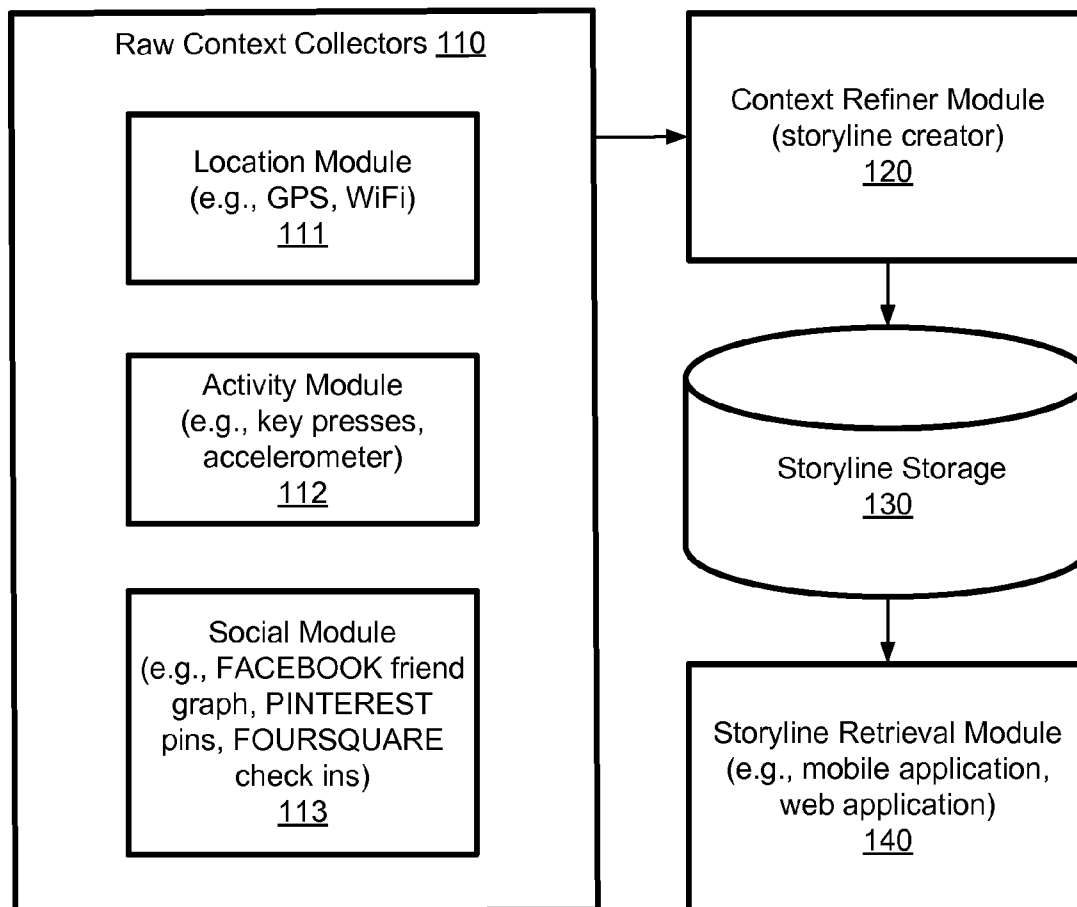 Raw Context Collectors 110
Location Module
(e.g., GPS, WiFi)
111
Activity Module
(e.g., key presses,
accelerometer)
112
Social Module
(e.g., FACEBOOK friend
graph, PINTEREST
pins, FOURSQUARE
check ins)
113
Context Refiner Module
(storyline creator)
120
Storyline Storage
130
Storyline Retrieval Module
(e.g., mobile application,
web application)
140